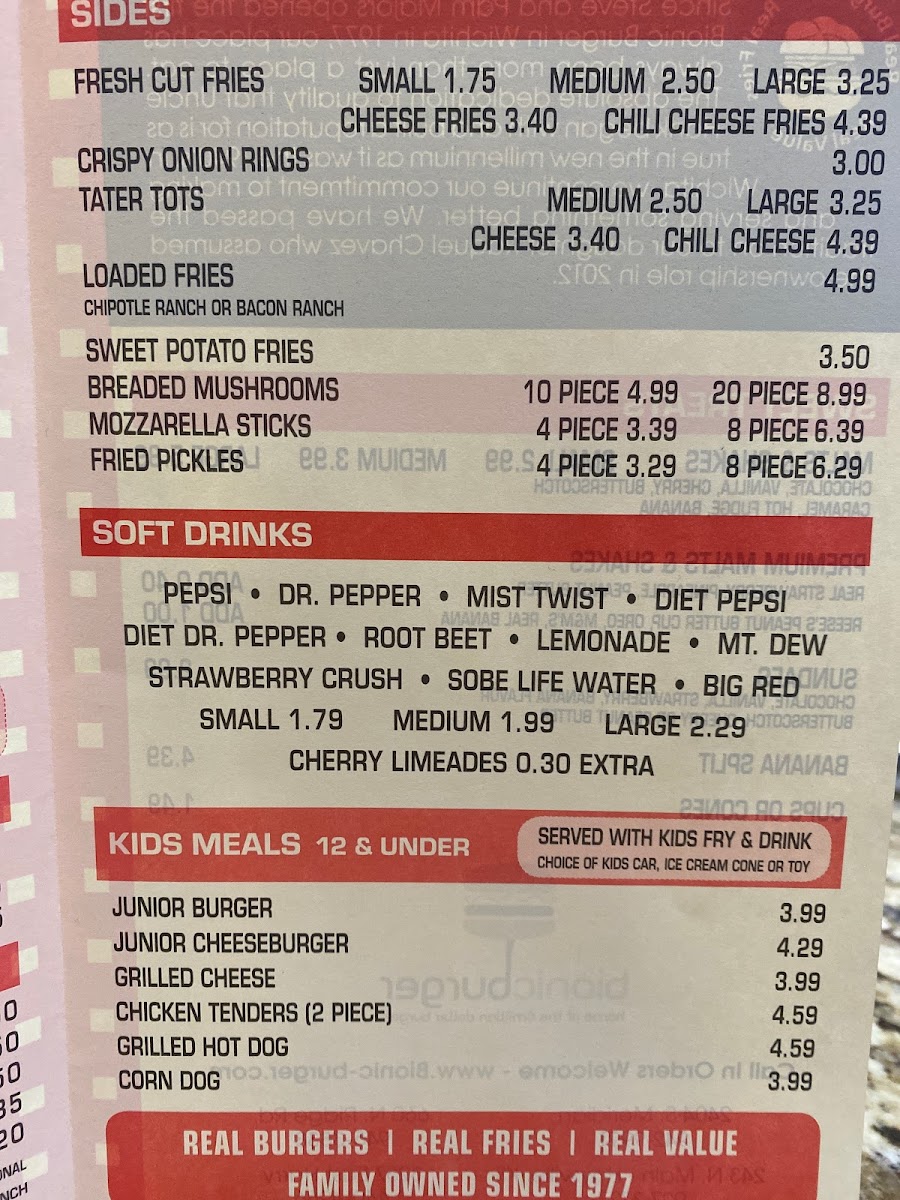 SIDES
FRESH CUT FRIES SMALL 1.75 MEDIUM 2.50 LARGE 3.25
CHEESE FRIES 3.40 CHILI CHEESE FRIES 4.39
CRISPY ONION RINGS 3.00
TATER TOTS MEDIUM 2.50 LARGE 3.25
CHEESE 3.40 CHILI CHEESE 4.39
LOADED FRIES 4.99
CHIPOTLE RANCH OR BACON RANCH
SWEET POTATO FRIES 3.50
BREADED MUSHROOMS 10 PIECE 4.99 20 PIECE 8.99
MOZZARELLA STICKS 4 PIECE 3.39 8 PIECE 6.39
FRIED PICKLES 4 PIECE 3.29 8 PIECE 6.29
SOFT DRINKS
PEPSI • DR. PEPPER • MIST TWIST • DIET PEPSI
DIET DR. PEPPER • ROOT BEET • LEMONADE • MT. DEW
STRAWBERRY CRUSH • SOBE LIFE WATER • BIG RED
SMALL 1.79 MEDIUM 1.99 LARGE 2.29
CHERRY LIMEADES 0.30 EXTRA
KIDS MEALS 12 & UNDER
SERVED WITH KIDS FRY & DRINK
CHOICE OF KIDS CAR, ICE CREAM CONE OR TOY
JUNIOR BURGER 3.99
JUNIOR CHEESEBURGER 4.29
GRILLED CHEESE 3.99
CHICKEN TENDERS (2 PIECE) 4.59
GRILLED HOT DOG 4.59
CORN DOG 3.99
REAL BURGERS | REAL FRIES | REAL VALUE
FAMILY OWNED SINCE 1977